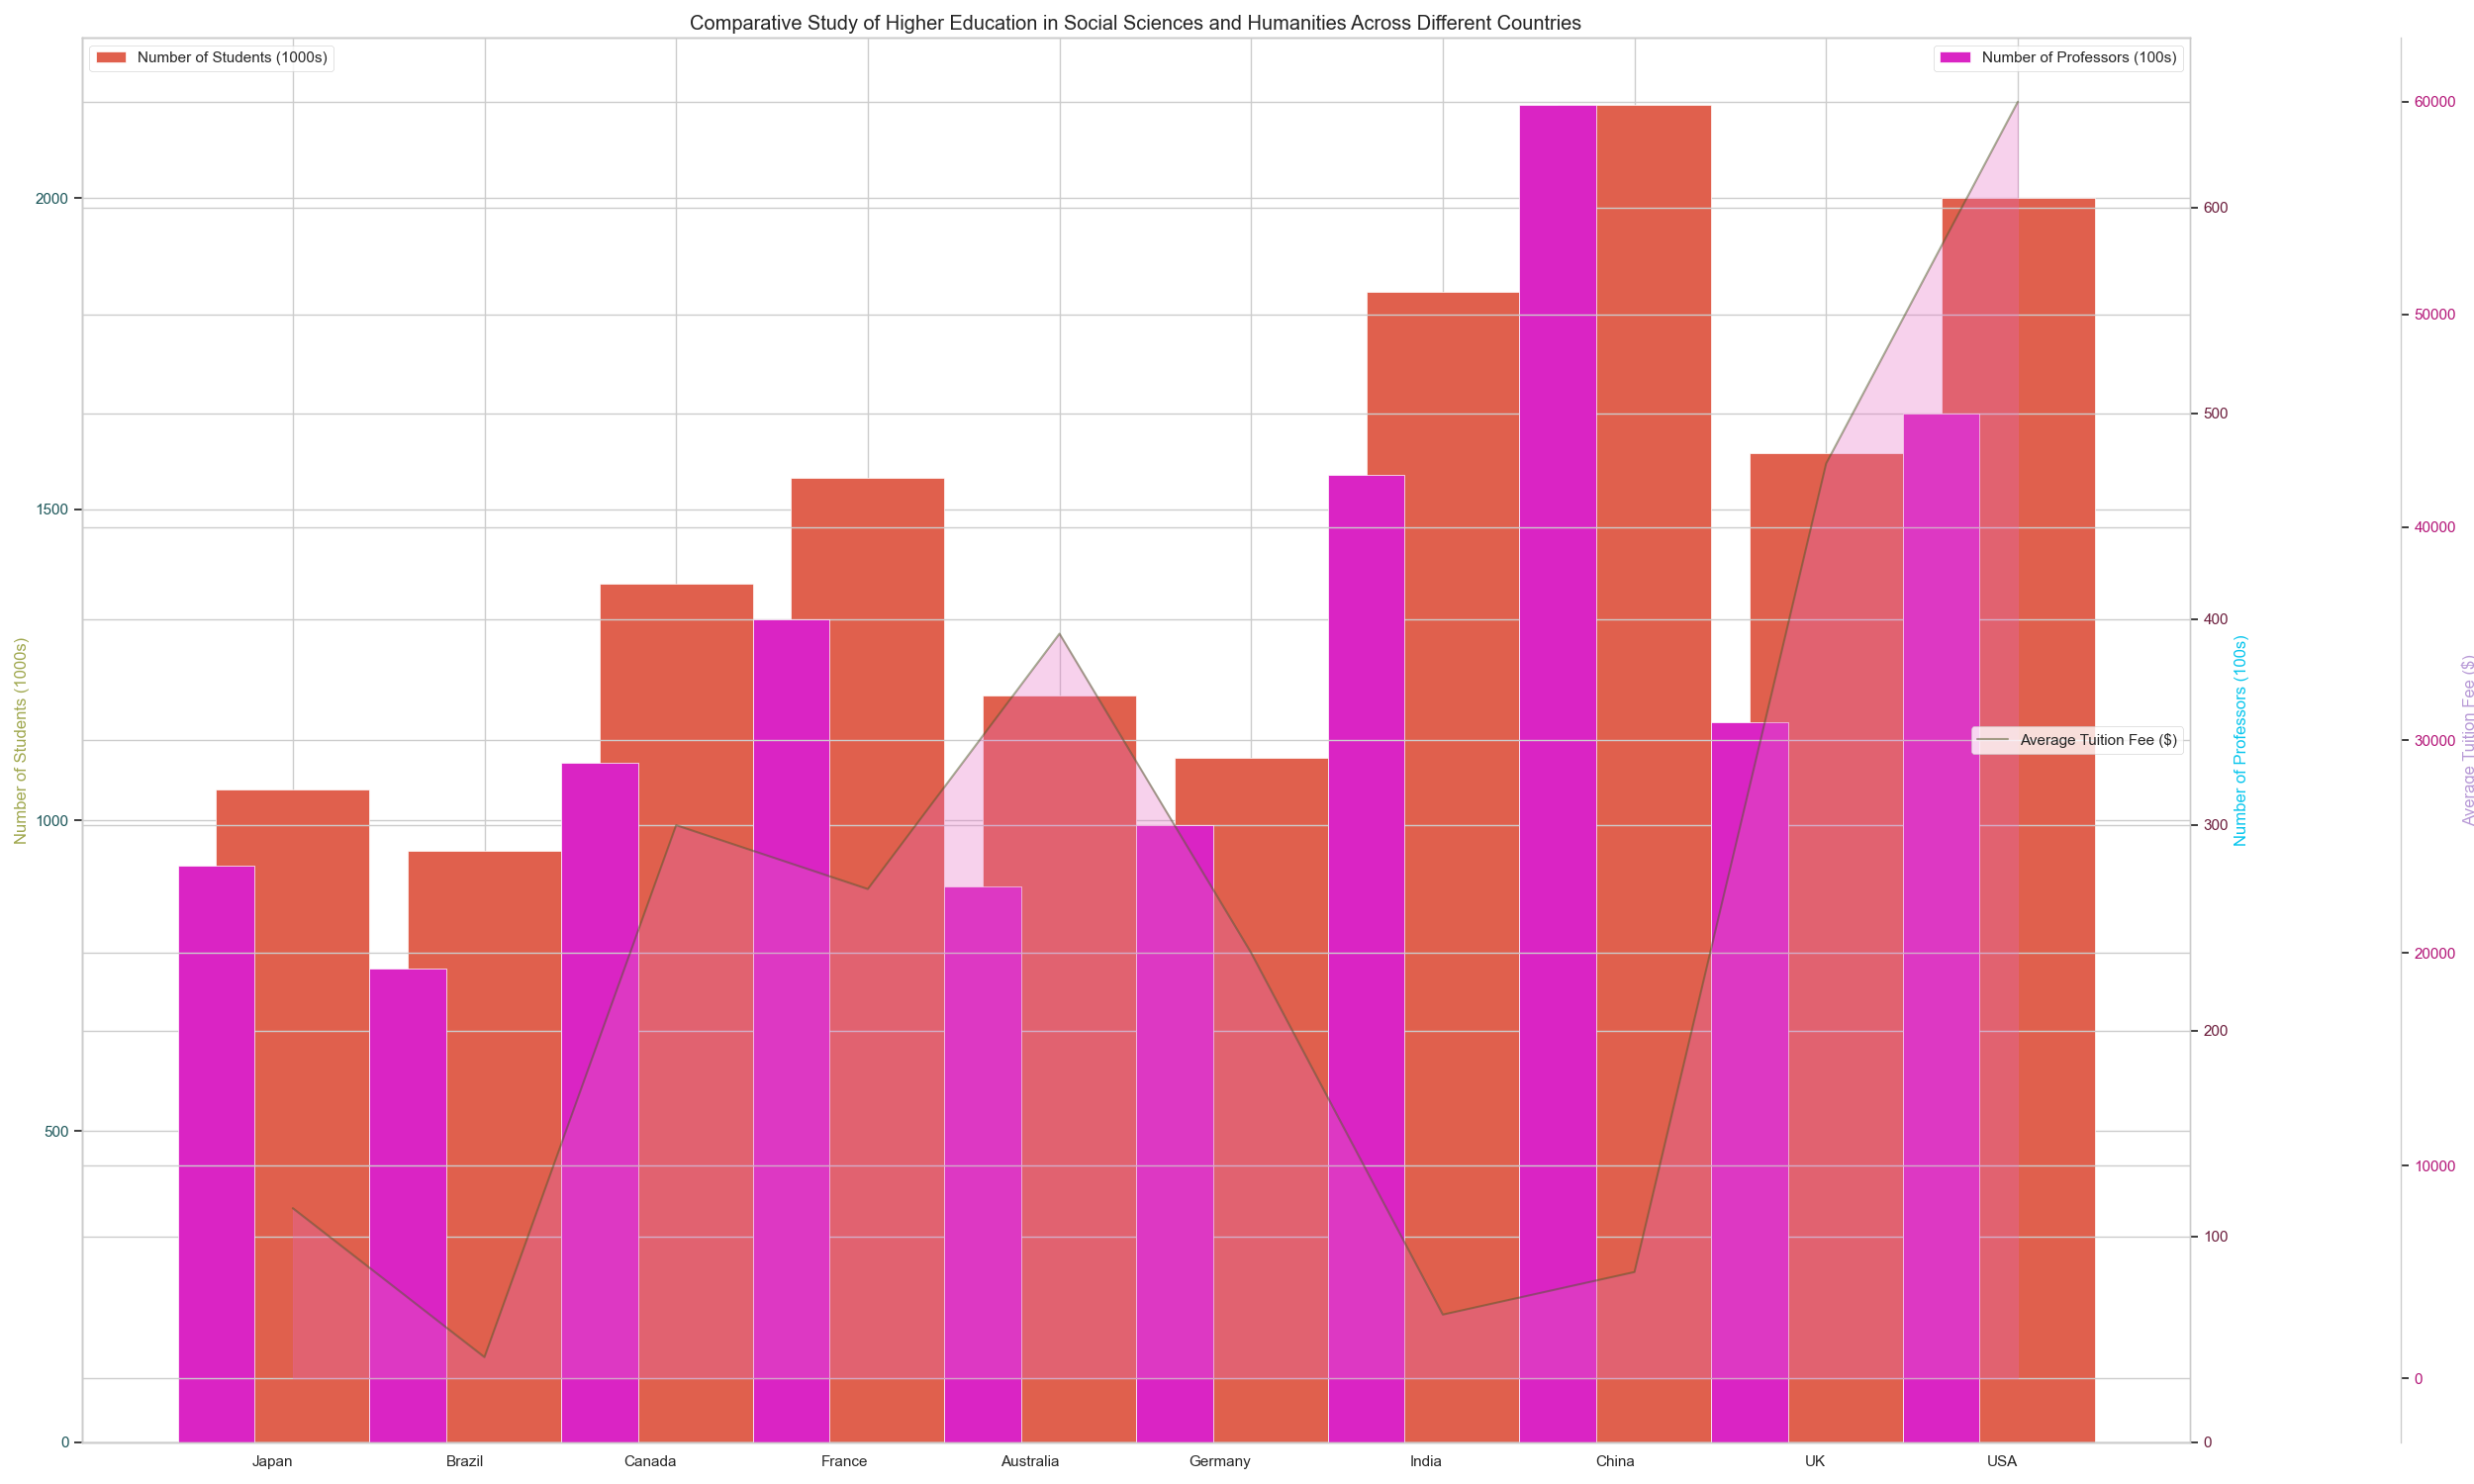 Comparative Study of Higher Education in Social Sciences and Humanities Across Different Countries
Number of Students (1000s)
Number of Professors (100s)
Average Tuition Fee ($)
Number of Students (1000s)
2000
1500
1000
500
0
600
500
400
300
200
100
0
Number of Professors (100s)
60000
50000
40000
30000
20000
10000
0
Average Tuition Fee ($)
Japan
Brazil
Canada
France
Australia
Germany
India
China
UK
USA